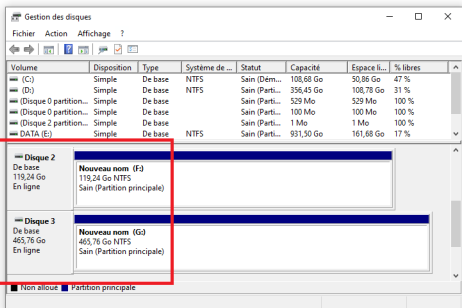 Gestion des disques
Fichier Action Affichage ?
Volume Disposition Type Système de ... Statut Capacité Espace li... % libres
(C:) Simple De base NTFS Sain (Dém... 108,68 Go 50,86 Go 47 %
(D:) Simple De base NTFS Sain (Parti... 356,45 Go 108,78 Go 31 %
(Disque 0 partition... Simple De base Sain (Parti... 529 Mo 529 Mo 100 %
(Disque 0 partition... Simple De base Sain (Parti... 100 Mo 100 Mo 100 %
(Disque 2 partition... Simple De base Sain (Parti... 1 Mo 1 Mo 100 %
DATA (E:) Simple De base NTFS Sain (Parti... 931,50 Go 161,68 Go 17 %
Disque 2
De base
119,24 Go
En ligne
Nouveau nom (F:)
119,24 Go NTFS
Sain (Partition principale)
Disque 3
De base
465,76 Go
En ligne
Nouveau nom (G:)
465,76 Go NTFS
Sain (Partition principale)
Non alloué Partition principale